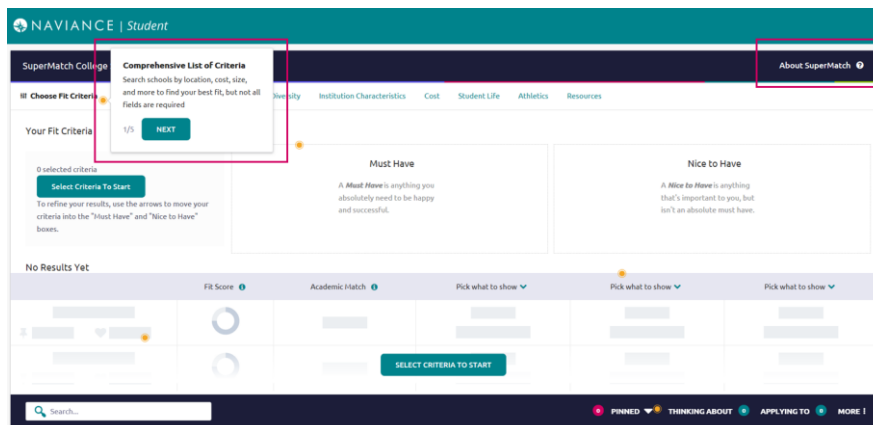 NAVIANCE | Student
SuperMatch College
About SuperMatch
Comprehensive List of Criteria
Search schools by location, cost, size,
and more to find your best fit, but not all
fields are required
1/5 NEXT
Choose Fit Criteria
Diversity Institution Characteristics Cost Student Life Athletics Resources
Your Fit Criteria
0 selected criteria
Select Criteria To Start
To refine your results, use the arrows to move your
criteria into the "Must Have" and "Nice to Have"
boxes.
Must Have
A Must Have is anything you
absolutely need to be happy
and successful.
Nice to Have
A Nice to Have is anything
that's important to you, but
isn't an absolute must have.
No Results Yet
Fit Score Academic Match Pick what to show Pick what to show Pick what to show
SELECT CRITERIA TO START
Search... 0 PINNED THINKING ABOUT 0 APPLYING TO 0 MORE